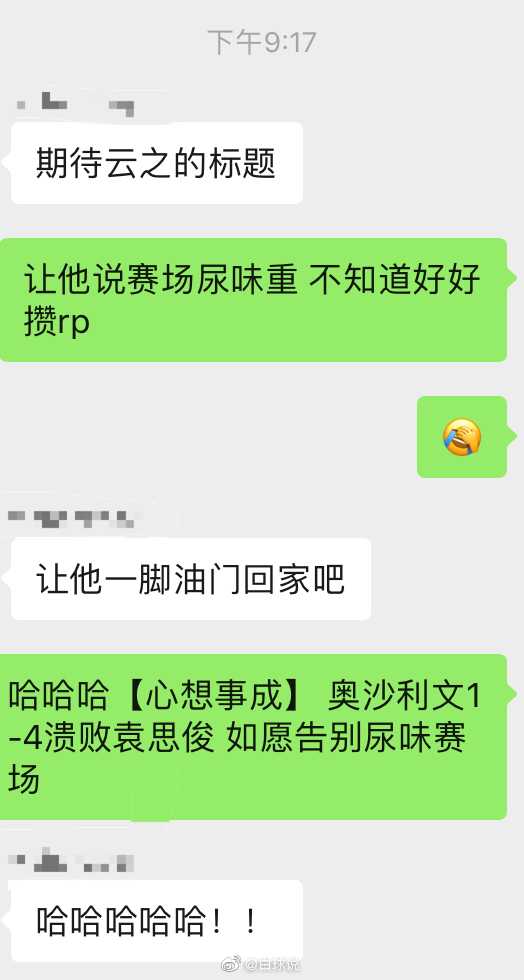 下午9:17
期待云之的标题
让他说赛场尿味重 不知道好好
攒rp
让他一脚油门回家吧
哈哈哈【心想事成】 奥沙利文1
-4溃败袁思俊 如愿告别尿味赛
场
哈哈哈哈哈！！